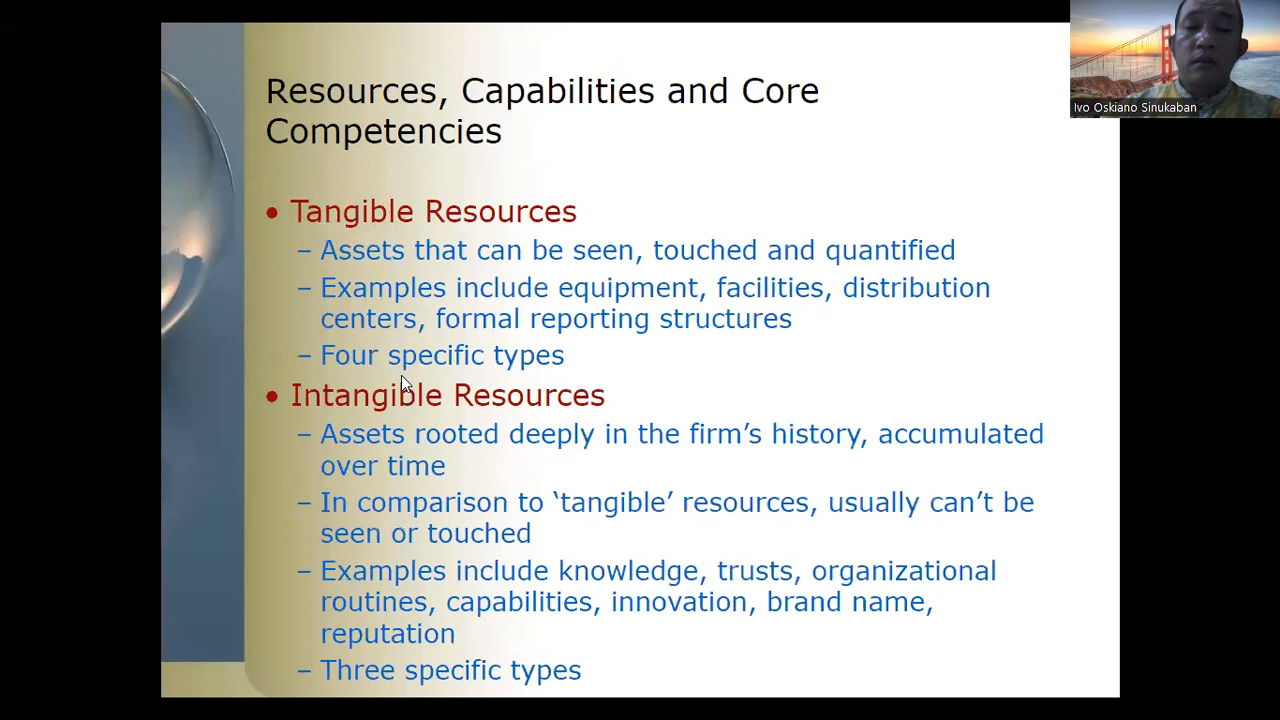 Resources, Capabilities and Core
Competencies
• Tangible Resources
– Assets that can be seen, touched and quantified
– Examples include equipment, facilities, distribution
centers, formal reporting structures
– Four specific types
• Intangible Resources
– Assets rooted deeply in the firm’s history, accumulated
over time
– In comparison to ‘tangible’ resources, usually can’t be
seen or touched
– Examples include knowledge, trusts, organizational
routines, capabilities, innovation, brand name,
reputation
– Three specific types
Ivo Oskiano Sinukaban